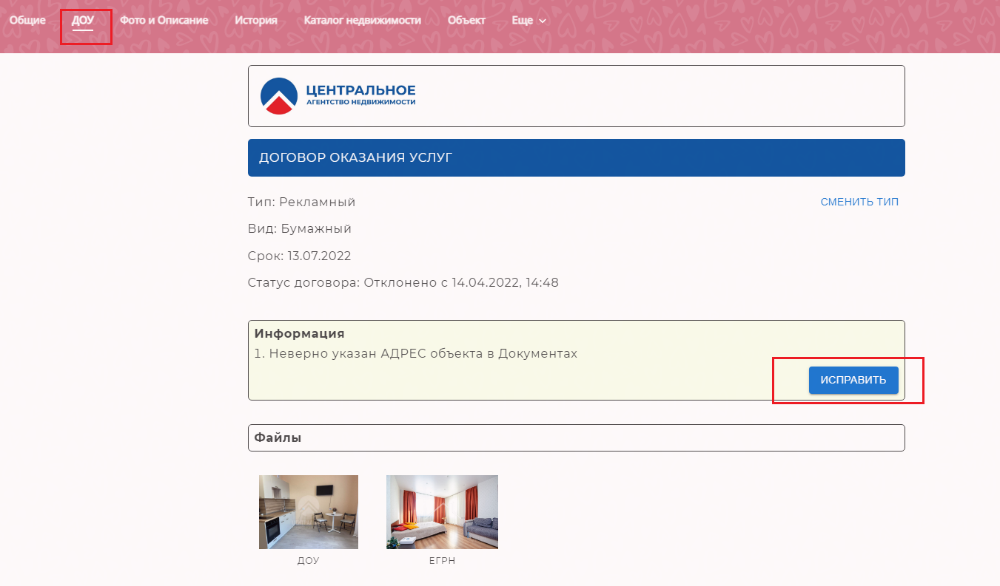 Общие ДОУ Фото и Описание История Каталог недвижимости Объект Еще
ЦЕНТРАЛЬНОЕ
АГЕНТСТВО НЕДВИЖИМОСТИ
ДОГОВОР ОКАЗАНИЯ УСЛУГ
Тип: Рекламный СМЕНИТЬ ТИП
Вид: Бумажный
Срок: 13.07.2022
Статус договора: Отклонено с 14.04.2022, 14:48
Информация
1. Неверно указан АДРЕС объекта в Документах
ИСПРАВИТЬ
Файлы
ДОУ ЕГРН